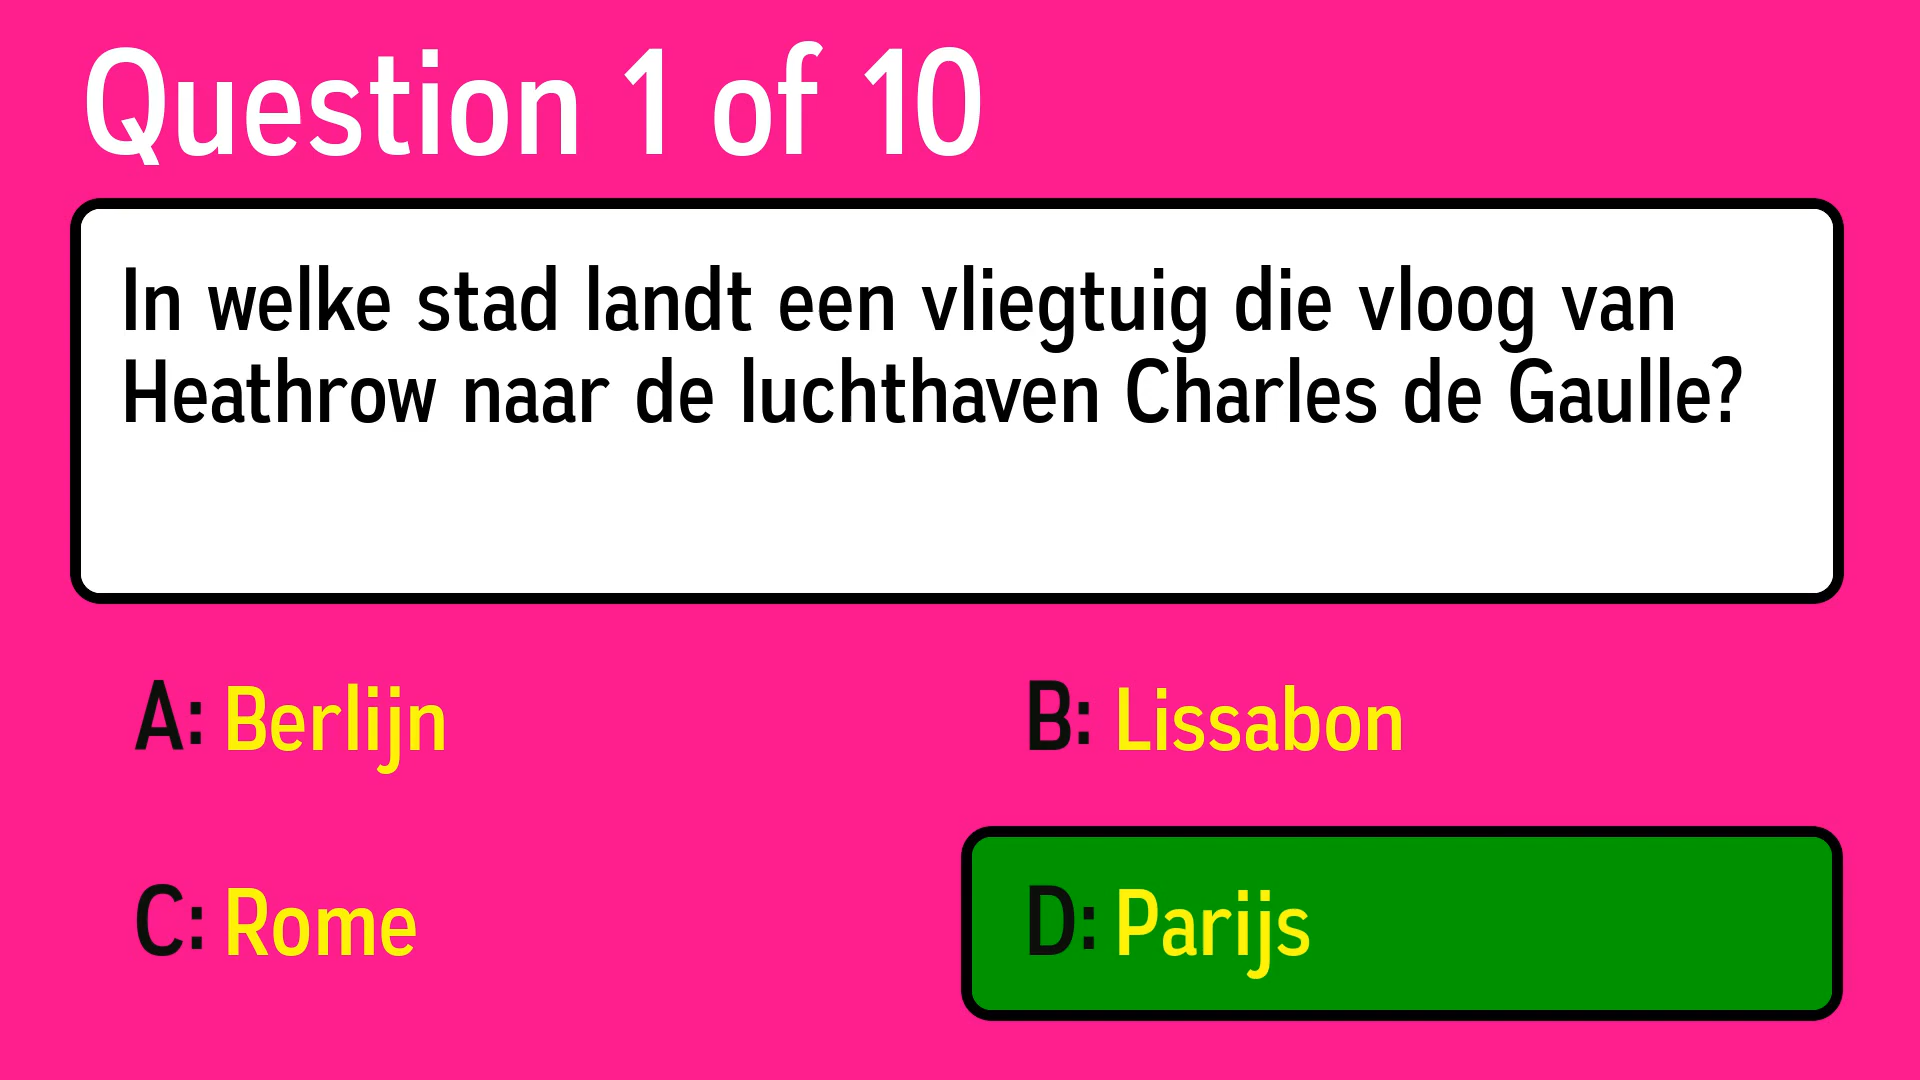 Question 1 of 10
In welke stad landt een vliegtuig die vloog van
Heathrow naar de luchthaven Charles de Gaulle?
A: Berlijn
B: Lissabon
C: Rome
D: Parijs